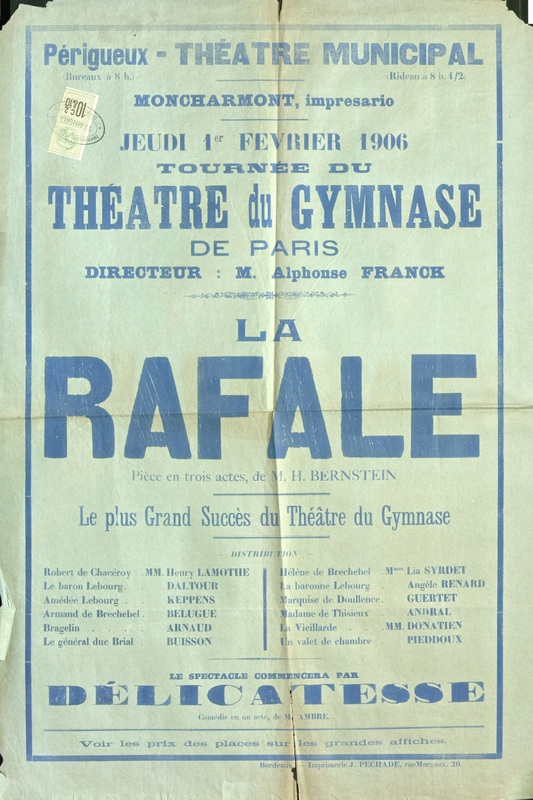 Périgueux - THÉATRE MUNICIPAL
(Bureaux à 8 h.) (Rideau à 8 h. 1/2)
MONCHARMONT, impresario
10c
JEUDI 1er FEVRIER 1906
TOURNÉE DU
THÉATRE du GYMNASE
DE PARIS
DIRECTEUR : M. Alphonse FRANCK
LA
RAFALE
Pièce en trois actes, de M. H. BERNSTEIN
Le plus Grand Succès du Théâtre du Gymnase
— DISTRIBUTION —
Robert de Chacéroy . MM. Henry LAMOTHE
Le baron Lebourg . DALTOUR
Amédée Lebourg . KEPPENS
Armand de Brechebel . BELUGUE
Bragelin . . ARNAUD
Le général duc Brial . BUISSON
Hélène de Brechebel . Mmes Lia SYRDET
La baronne Lebourg . Angèle RENARD
Marquise de Doullence . GUERTET
Madame de Thisieux . ANDRAL
La Vieillarde . MM. DONATIEN
Un valet de chambre . PIEDDOUX
LE SPECTACLE COMMENCERA PAR
DÉLICATESSE
Comédie en un acte, de M. AMBRE.
Voir les prix des places sur les grandes affiches.
Bordeaux. — Imprimerie J. PECHADE, rue Margaux, 20.